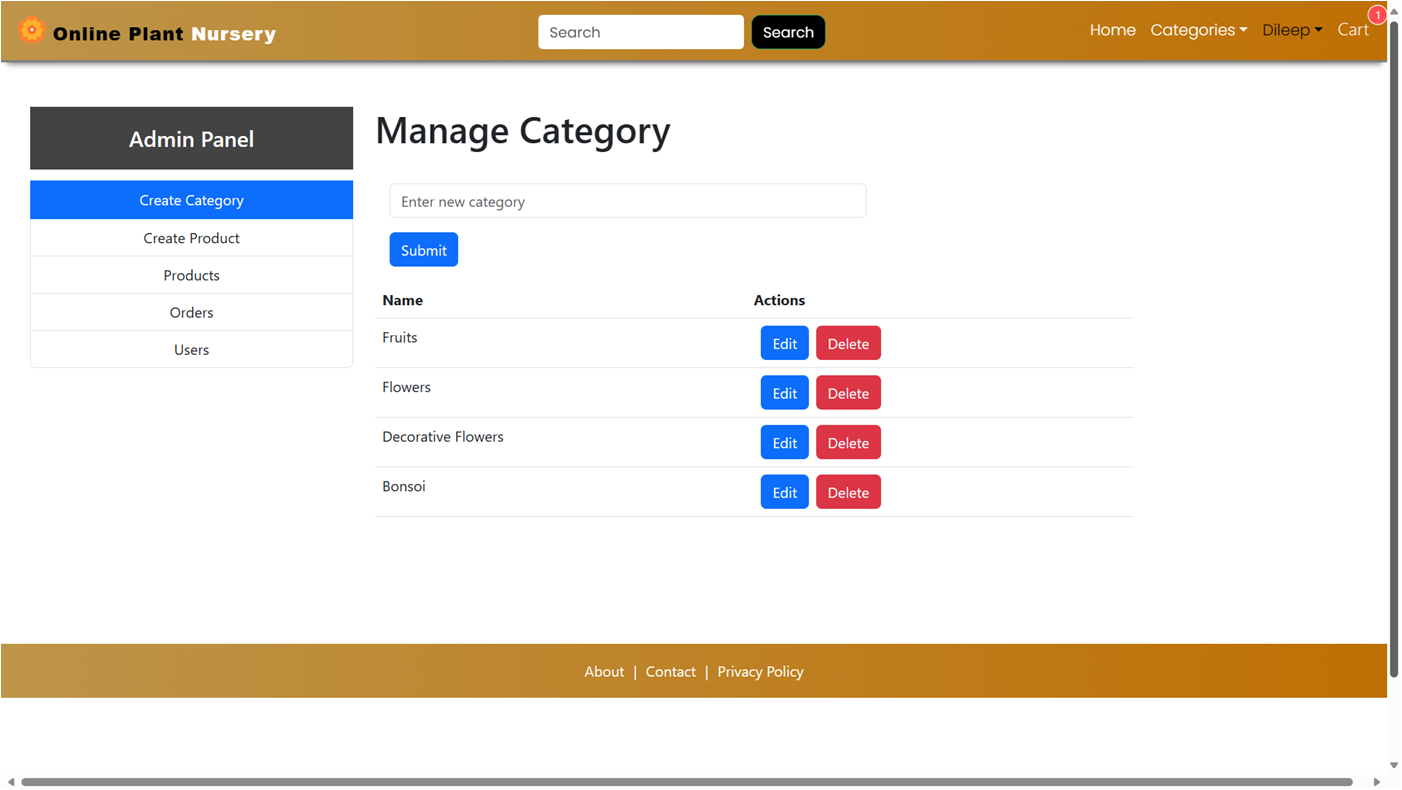 Online Plant Nursery
Search
Search
Home
Categories
Dileep
Cart
1
Admin Panel
Create Category
Create Product
Products
Orders
Users
Manage Category
Enter new category
Submit
Name Actions
Fruits Edit Delete
Flowers Edit Delete
Decorative Flowers Edit Delete
Bonsoi Edit Delete
About | Contact | Privacy Policy